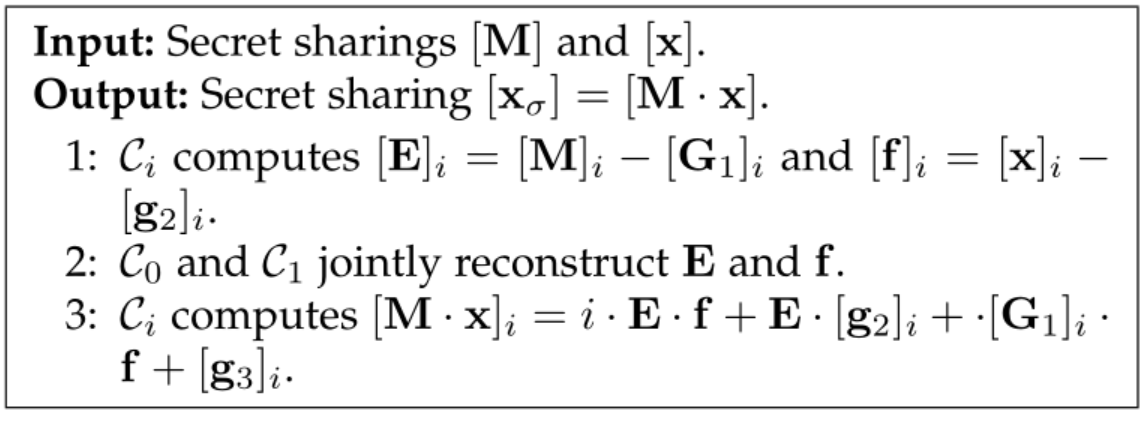 Input: Secret sharings [M] and [x].
Output: Secret sharing [x_σ] = [M · x].
1: 𝒞_i computes [E]_i = [M]_i − [G_1]_i and [f]_i = [x]_i −
[g_2]_i.
2: 𝒞_0 and 𝒞_1 jointly reconstruct E and f.
3: 𝒞_i computes [M · x]_i = i · E · f + E · [g_2]_i + ·[G_1]_i ·
f + [g_3]_i.